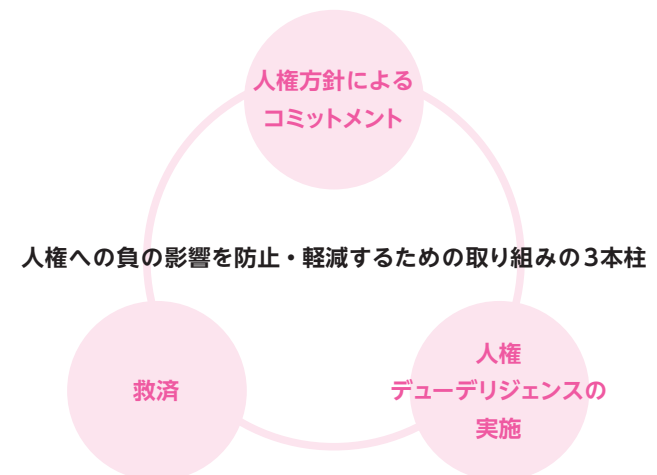 人権方針による
コミットメント
人権への負の影響を防止・軽減するための取り組みの3本柱
救済
人権
デューデリジェンスの
実施